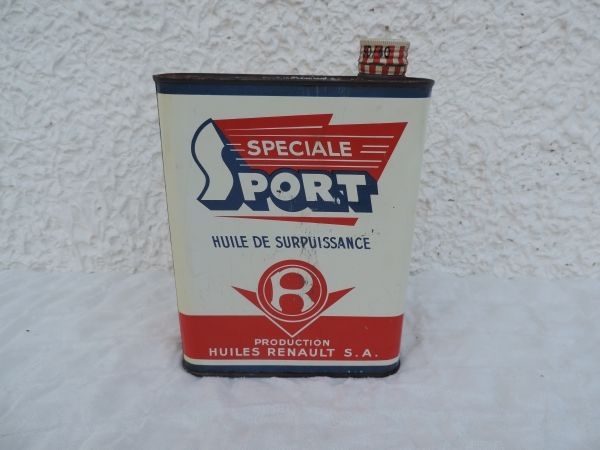 SPECIALE
SPORT
HUILE DE SURPUISSANCE
R
PRODUCTION
HUILES RENAULT S.A.